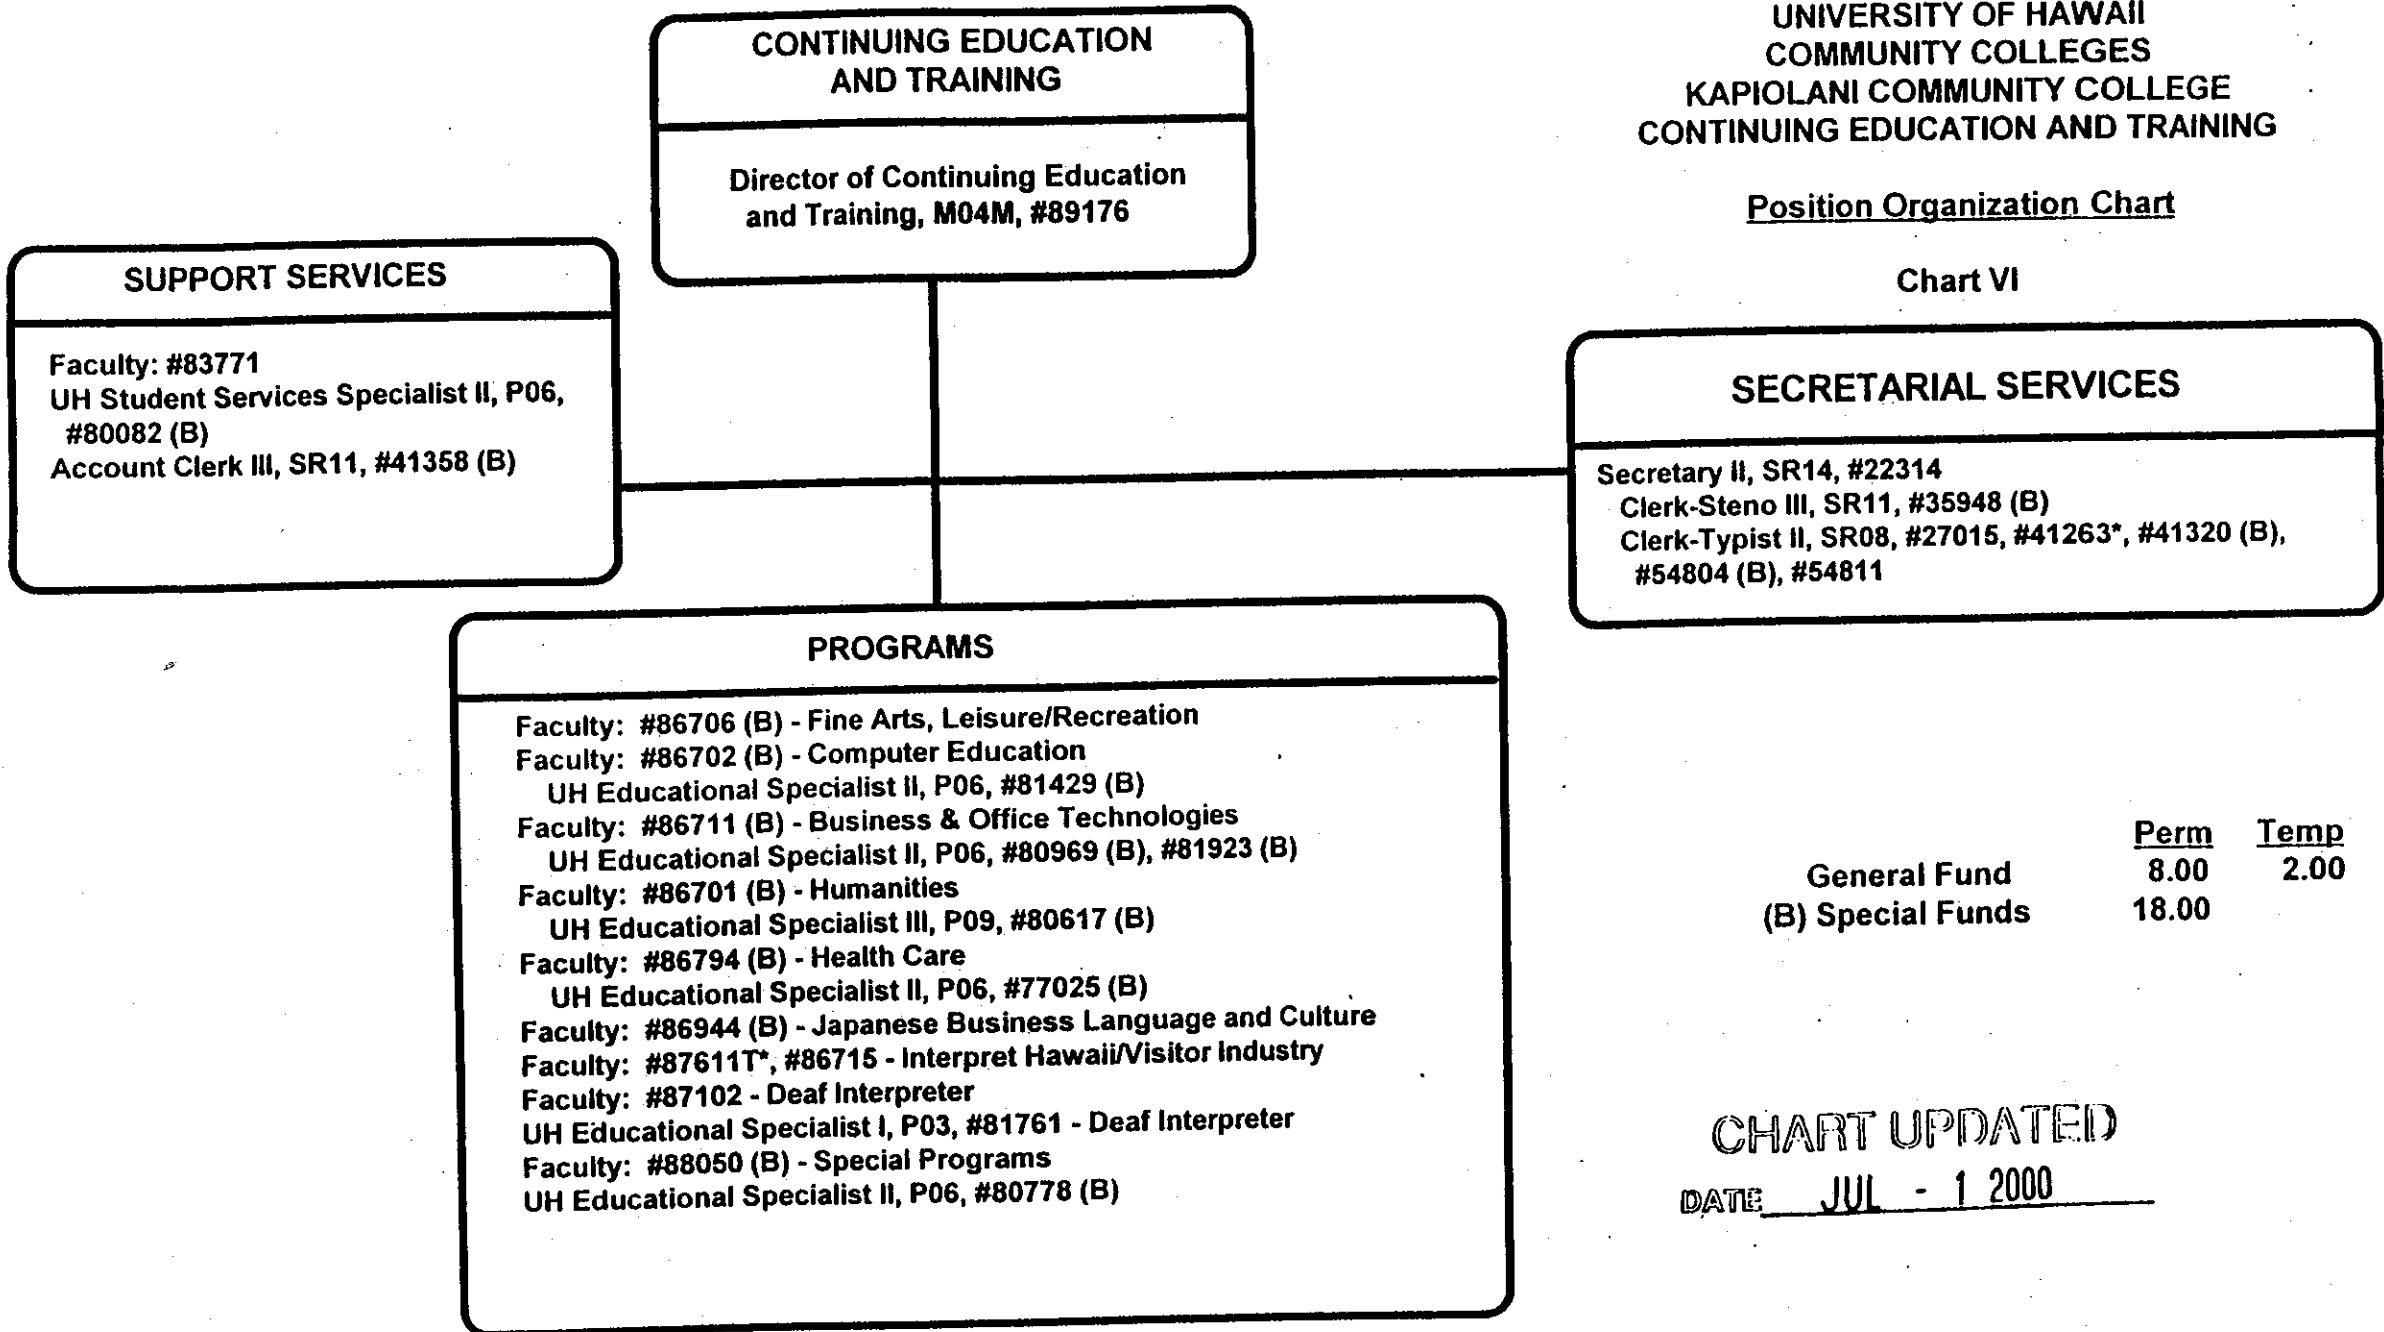 UNIVERSITY OF HAWAII
COMMUNITY COLLEGES
KAPIOLANI COMMUNITY COLLEGE
CONTINUING EDUCATION AND TRAINING
Position Organization Chart
Chart VI
CONTINUING EDUCATION
AND TRAINING
Director of Continuing Education
and Training, M04M, #89176
SUPPORT SERVICES
Faculty: #83771
UH Student Services Specialist II, P06,
#80082 (B)
Account Clerk III, SR11, #41358 (B)
SECRETARIAL SERVICES
Secretary II, SR14, #22314
Clerk-Steno III, SR11, #35948 (B)
Clerk-Typist II, SR08, #27015, #41263*, #41320 (B),
#54804 (B), #54811
PROGRAMS
Faculty: #86706 (B) - Fine Arts, Leisure/Recreation
Faculty: #86702 (B) - Computer Education
UH Educational Specialist II, P06, #81429 (B)
Faculty: #86711 (B) - Business & Office Technologies
UH Educational Specialist II, P06, #80969 (B), #81923 (B)
Faculty: #86701 (B) - Humanities
UH Educational Specialist III, P09, #80617 (B)
Faculty: #86794 (B) - Health Care
UH Educational Specialist II, P06, #77025 (B)
Faculty: #86944 (B) - Japanese Business Language and Culture
Faculty: #87611T*, #86715 - Interpret Hawaii/Visitor Industry
Faculty: #87102 - Deaf Interpreter
UH Educational Specialist I, P03, #81761 - Deaf Interpreter
Faculty: #88050 (B) - Special Programs
UH Educational Specialist II, P06, #80778 (B)
Perm Temp
General Fund 8.00 2.00
(B) Special Funds 18.00
CHART UPDATED
DATE JUL - 1 2000